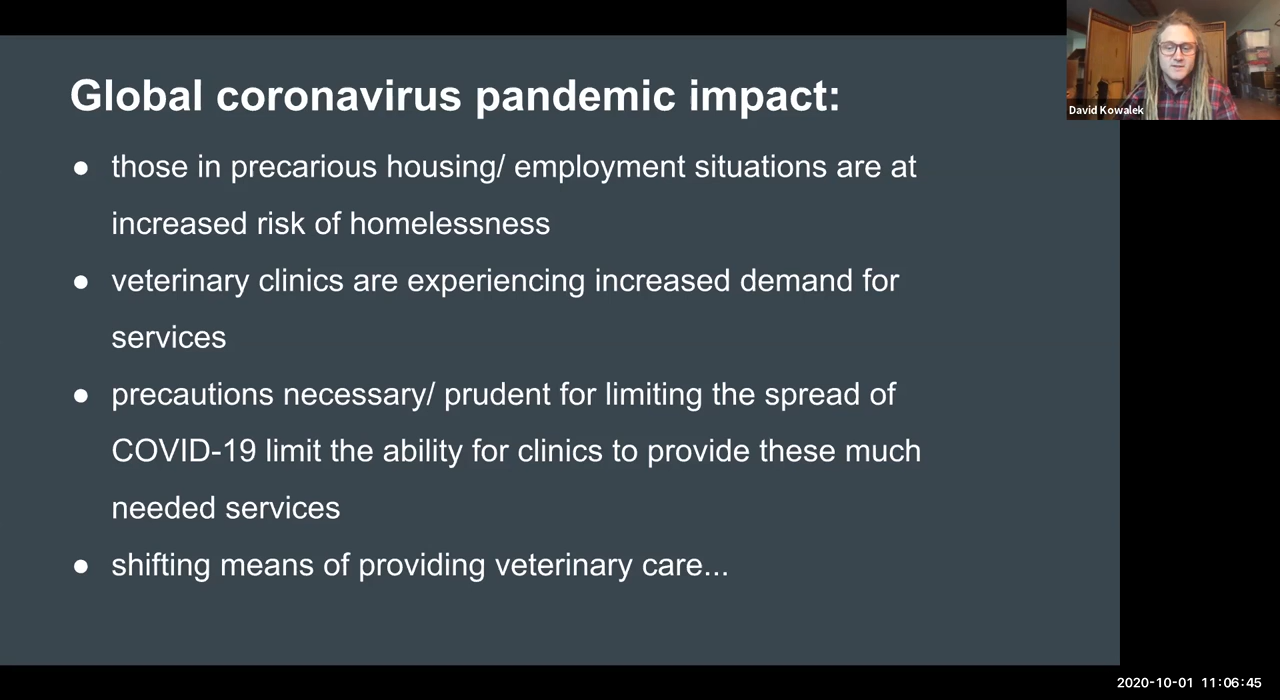 Global coronavirus pandemic impact:
● those in precarious housing/ employment situations are at
increased risk of homelessness
● veterinary clinics are experiencing increased demand for
services
● precautions necessary/ prudent for limiting the spread of
COVID-19 limit the ability for clinics to provide these much
needed services
● shifting means of providing veterinary care...
David Kowalek
2020-10-01 11:06:45